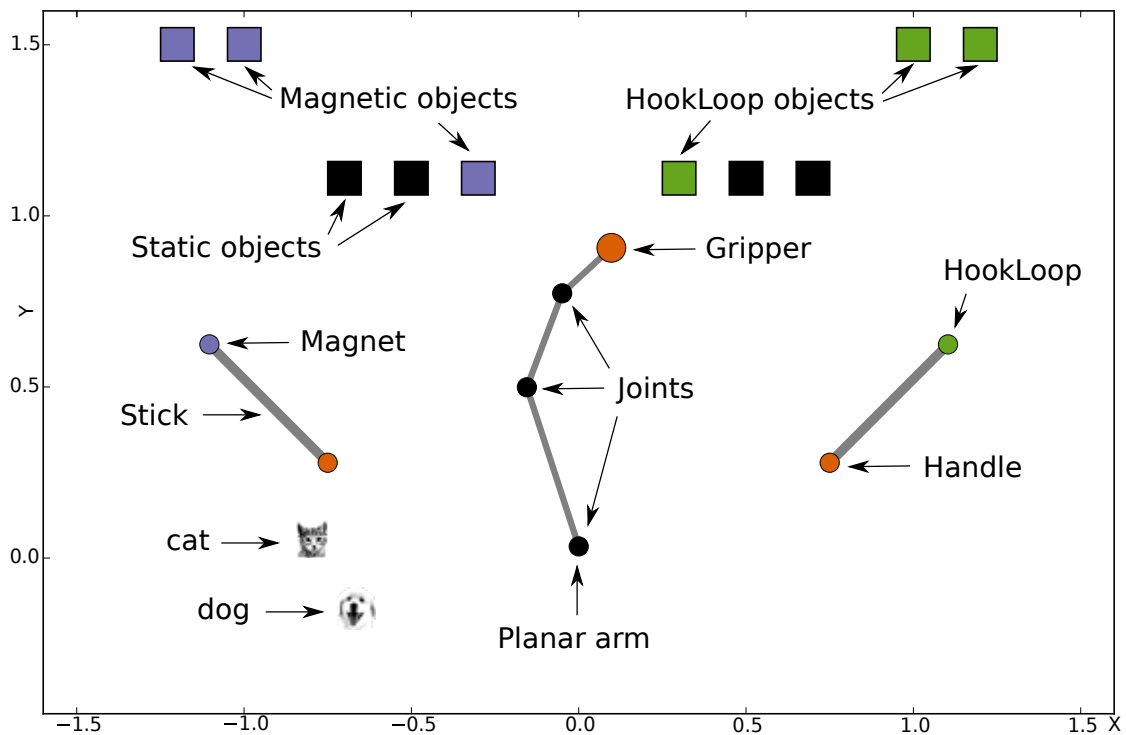 1.5
Magnetic objects
HookLoop objects
1.0
Static objects
Gripper
HookLoop
Y
Magnet
0.5
Joints
Stick
Handle
cat
0.0
dog
Planar arm
−1.5 −1.0 −0.5 0.0 0.5 1.0 1.5 X